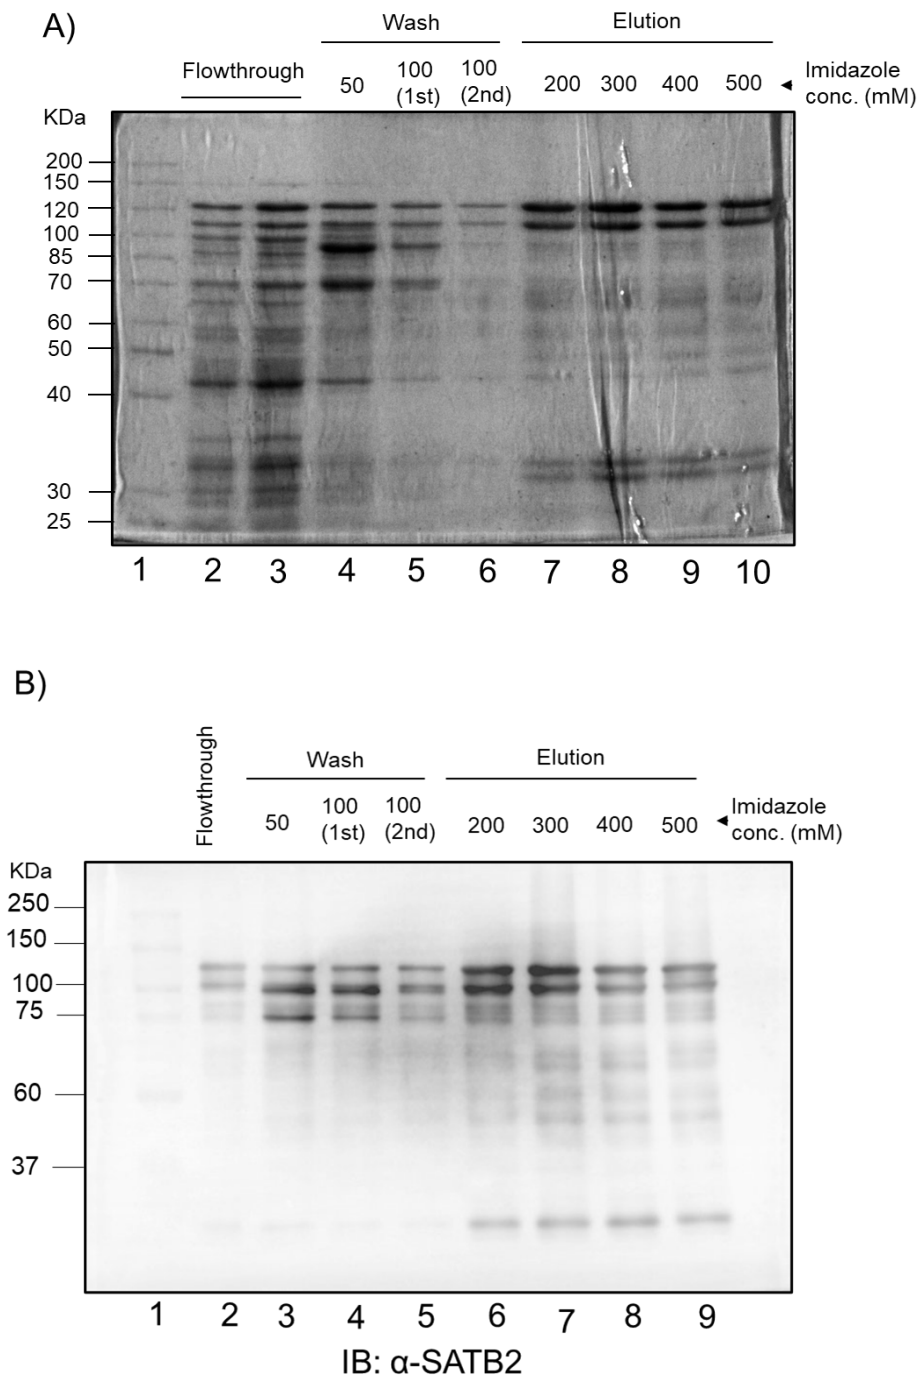 A)
Wash
Elution
Flowthrough
50
100
(1st)
100
(2nd)
200
300
400
500
Imidazole
conc. (mM)
KDa
200
150
120
100
85
70
60
50
40
30
25
1 2 3 4 5 6 7 8 9 10
B)
Flowthrough
Wash
Elution
50
100
(1st)
100
(2nd)
200
300
400
500
Imidazole
conc. (mM)
KDa
250
150
100
75
60
37
1 2 3 4 5 6 7 8 9
IB: α-SATB2